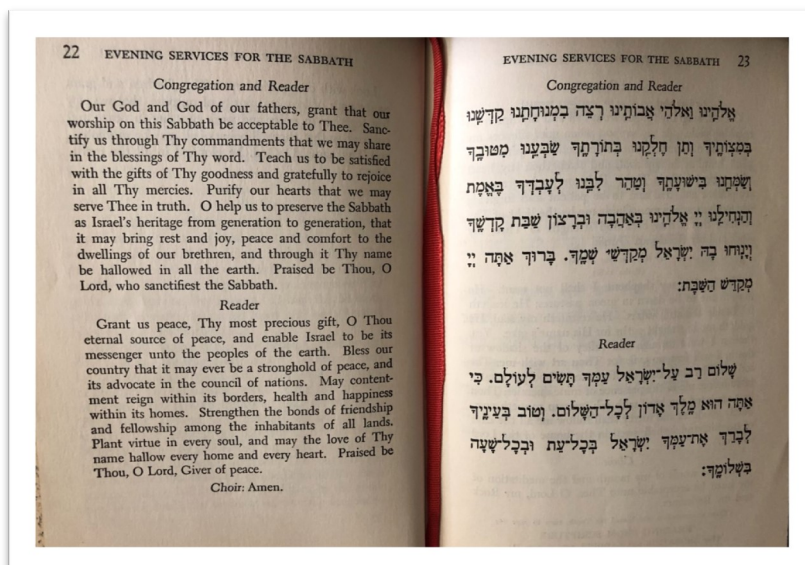 22 EVENING SERVICES FOR THE SABBATH
Congregation and Reader
Our God and God of our fathers, grant that our
worship on this Sabbath be acceptable to Thee. Sanc-
tify us through Thy commandments that we may share
in the blessings of Thy word. Teach us to be satisfied
with the gifts of Thy goodness and gratefully to rejoice
in all Thy mercies. Purify our hearts that we may
serve Thee in truth. O help us to preserve the Sabbath
as Israel's heritage from generation to generation, that
it may bring rest and joy, peace and comfort to the
dwellings of our brethren, and through it Thy name
be hallowed in all the earth. Praised be Thou, O
Lord, who sanctifiest the Sabbath.
Reader
Grant us peace, Thy most precious gift, O Thou
eternal source of peace, and enable Israel to be its
messenger unto the peoples of the earth. Bless our
country that it may ever be a stronghold of peace, and
its advocate in the council of nations. May content-
ment reign within its borders, health and happiness
within its homes. Strengthen the bonds of friendship
and fellowship among the inhabitants of all lands.
Plant virtue in every soul, and may the love of Thy
name hallow every home and every heart. Praised be
Thou, O Lord, Giver of peace.
Choir: Amen.
EVENING SERVICES FOR THE SABBATH 23
Congregation and Reader
אֱלֹהֵינוּ וֵאלֹהֵי אֲבוֹתֵינוּ רְצֵה בִמְנוּחָתֵנוּ קַדְּשֵׁנוּ
בְּמִצְוֹתֶיךָ וְתֵן חֶלְקֵנוּ בְּתוֹרָתֶךָ שַׂבְּעֵנוּ מִטּוּבֶךָ
וְשַׂמְּחֵנוּ בִּישׁוּעָתֶךָ וְטַהֵר לִבֵּנוּ לְעָבְדְּךָ בֶּאֱמֶת
וְהַנְחִילֵנוּ יְיָ אֱלֹהֵינוּ בְּאַהֲבָה וּבְרָצוֹן שַׁבַּת קָדְשֶׁךָ
וְיָנוּחוּ בָהּ יִשְׂרָאֵל מְקַדְּשֵׁי שְׁמֶךָ. בָּרוּךְ אַתָּה יְיָ
מְקַדֵּשׁ הַשַּׁבָּת:
Reader
שָׁלוֹם רָב עַל־יִשְׂרָאֵל עַמְּךָ תָּשִׂים לְעוֹלָם. כִּי
אַתָּה הוּא מֶלֶךְ אָדוֹן לְכָל־הַשָּׁלוֹם. וְטוֹב בְּעֵינֶיךָ
לְבָרֵךְ אֶת־עַמְּךָ יִשְׂרָאֵל בְּכָל־עֵת וּבְכָל־שָׁעָה
בִּשְׁלוֹמֶךָ: